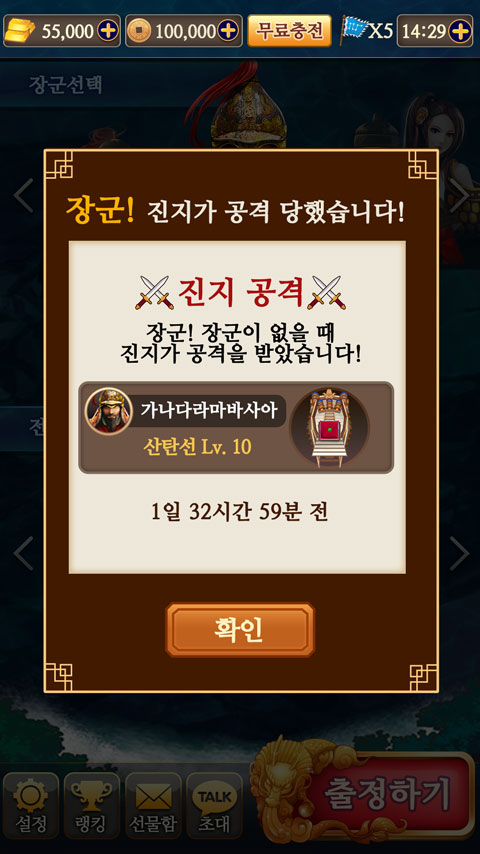 55,000
100,000
무료충전
X5
14:29
장군선택
장군! 진지가 공격 당했습니다!
진지 공격
장군! 장군이 없을 때
진지가 공격을 받았습니다!
가나다라마바사아
산탄선 Lv. 10
1일 32시간 59분 전
확인
전
설정
랭킹
선물함
TALK
초대
출정하기